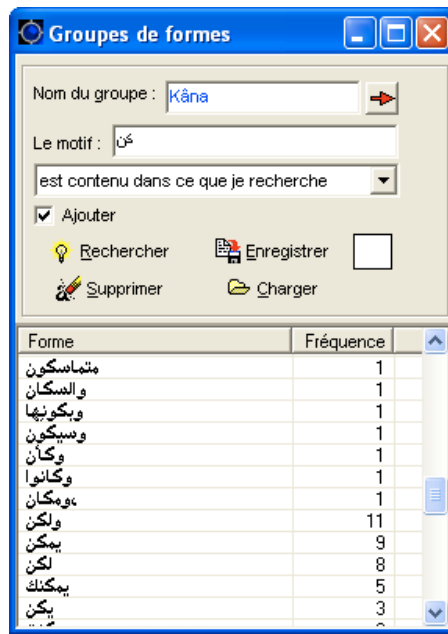 Groupes de formes
Nom du groupe : Kâna
Le motif : كن
est contenu dans ce que je recherche
Ajouter
Rechercher Enregistrer
Supprimer Charger
Forme Fréquence
متماسكون 1
والسكان 1
وبكونها 1
وسيكون 1
وكأن 1
وكانوا 1
،ومكان 1
ولكن 11
يمكن 9
لكن 8
يمكنك 5
يكن 3